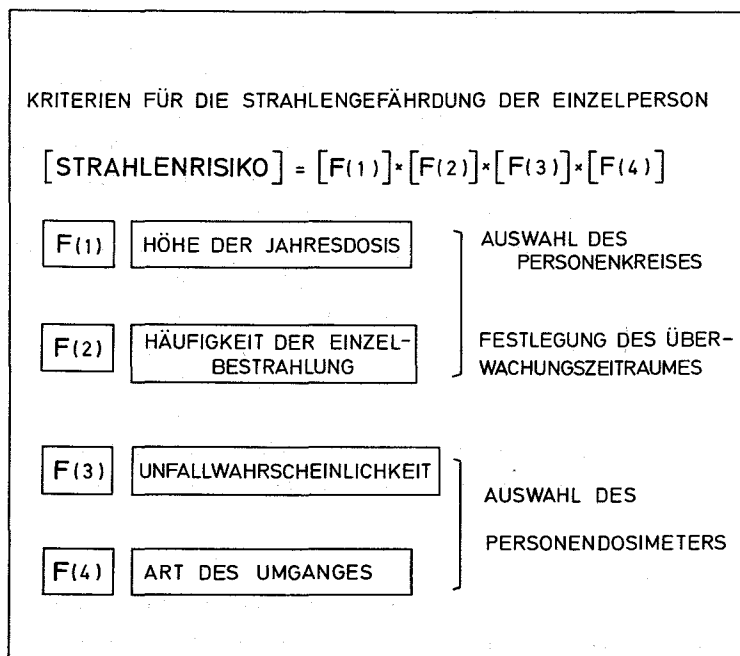 KRITERIEN FÜR DIE STRAHLENGEFÄHRDUNG DER EINZELPERSON
[STRAHLENRISIKO] = [F(1)]*[F(2)]*[F(3)]*[F(4)]
F(1) HÖHE DER JAHRESDOSIS
AUSWAHL DES
PERSONENKREISES
F(2) HÄUFIGKEIT DER EINZEL-
BESTRAHLUNG
FESTLEGUNG DES ÜBER-
WACHUNGSZEITRAUMES
F(3) UNFALLWAHRSCHEINLICHKEIT
F(4) ART DES UMGANGES
AUSWAHL DES
PERSONENDOSIMETERS